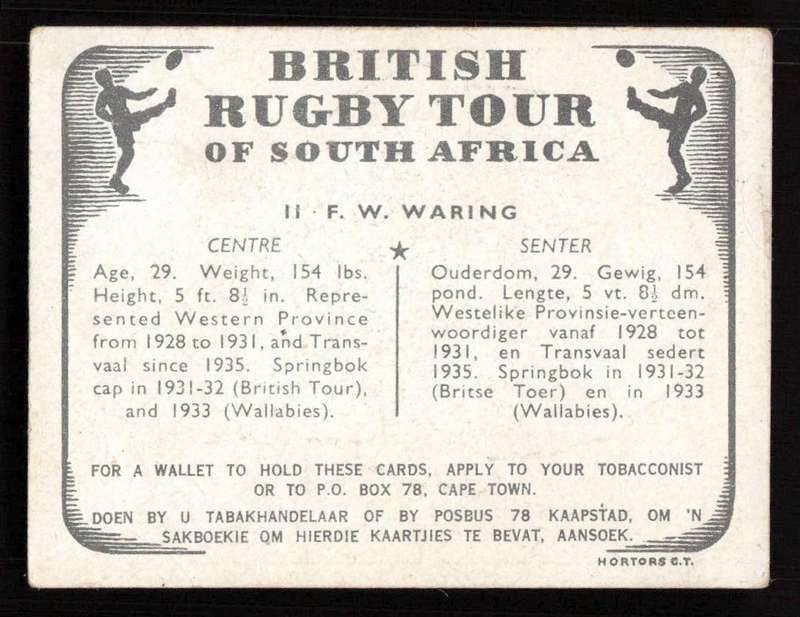 BRITISH
RUGBY TOUR
OF SOUTH AFRICA
11 · F. W. WARING
CENTRE
Age, 29. Weight, 154 lbs.
Height, 5 ft. 8½ in. Repre-
sented Western Province
from 1928 to 1931, and Trans-
vaal since 1935. Springbok
cap in 1931-32 (British Tour),
and 1933 (Wallabies).
SENTER
Ouderdom, 29. Gewig, 154
pond. Lengte, 5 vt. 8½ dm.
Westelike Provinsie-verteen-
woordiger vanaf 1928 tot
1931, en Transvaal sedert
1935. Springbok in 1931-32
(Britse Toer) en in 1933
(Wallabies).
FOR A WALLET TO HOLD THESE CARDS, APPLY TO YOUR TOBACCONIST
OR TO P.O. BOX 78, CAPE TOWN.
DOEN BY U TABAKHANDELAAR OF BY POSBUS 78 KAAPSTAD, OM 'N
SAKBOEKIE OM HIERDIE KAARTJIES TE BEVAT, AANSOEK.
HORTORS C.T.